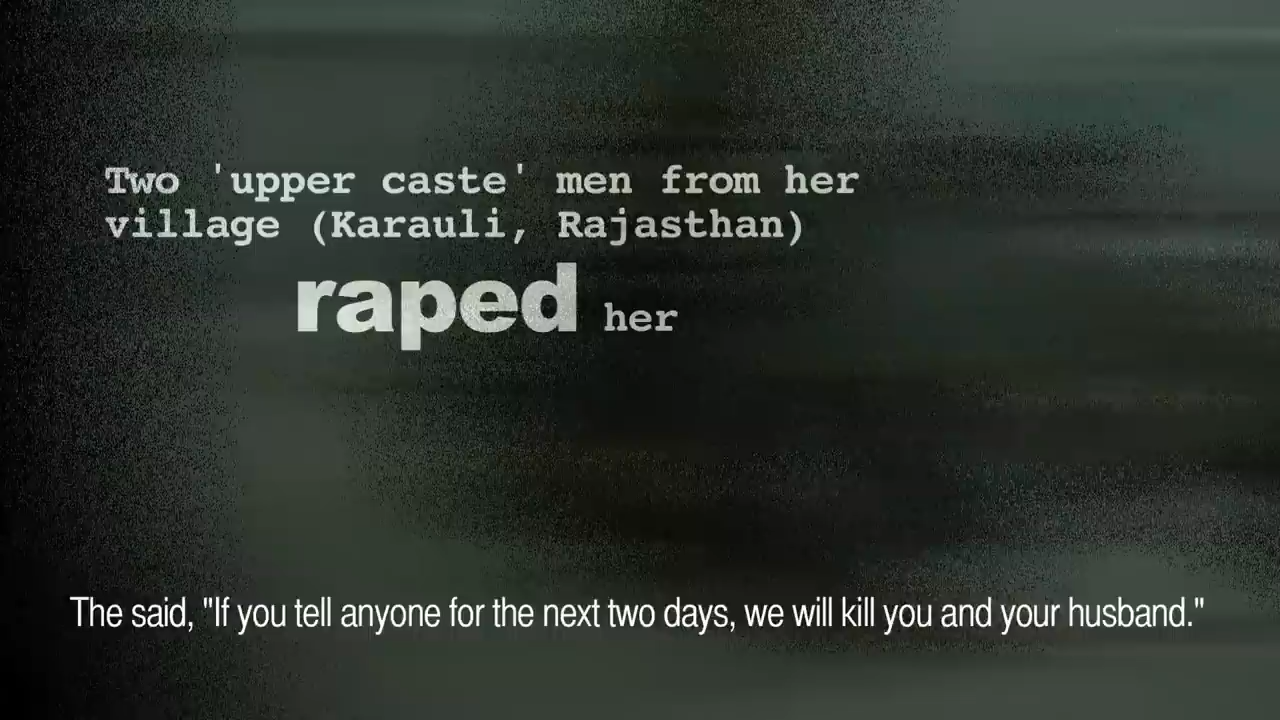 Two 'upper caste' men from her
village (Karauli, Rajasthan)
raped her
The said, "If you tell anyone for the next two days, we will kill you and your husband."